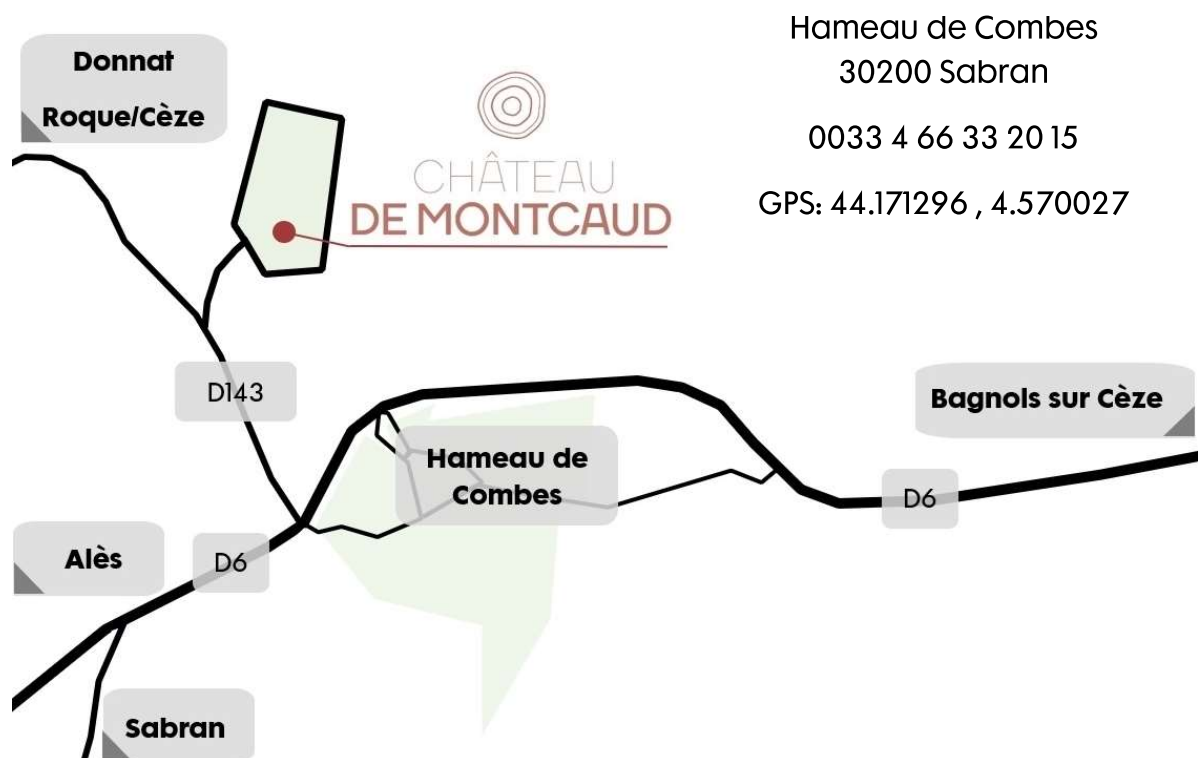 Hameau de Combes
30200 Sabran
0033 4 66 33 20 15
GPS: 44.171296 , 4.570027
Donnat
Roque/Cèze
CHÂTEAU
DE MONTCAUD
D143
Bagnols sur Cèze
Hameau de
Combes
D6
Alès
D6
Sabran